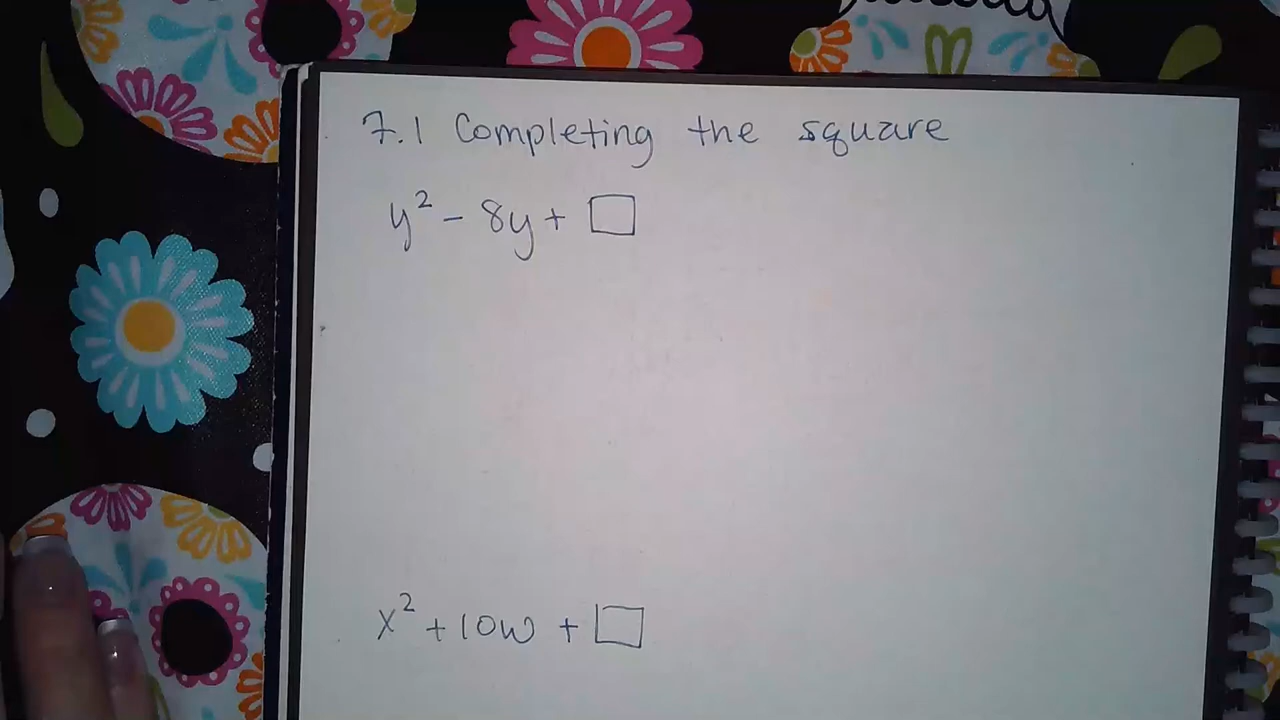 7.1 Completing the square
y² - 8y + □
x² + 10w + □